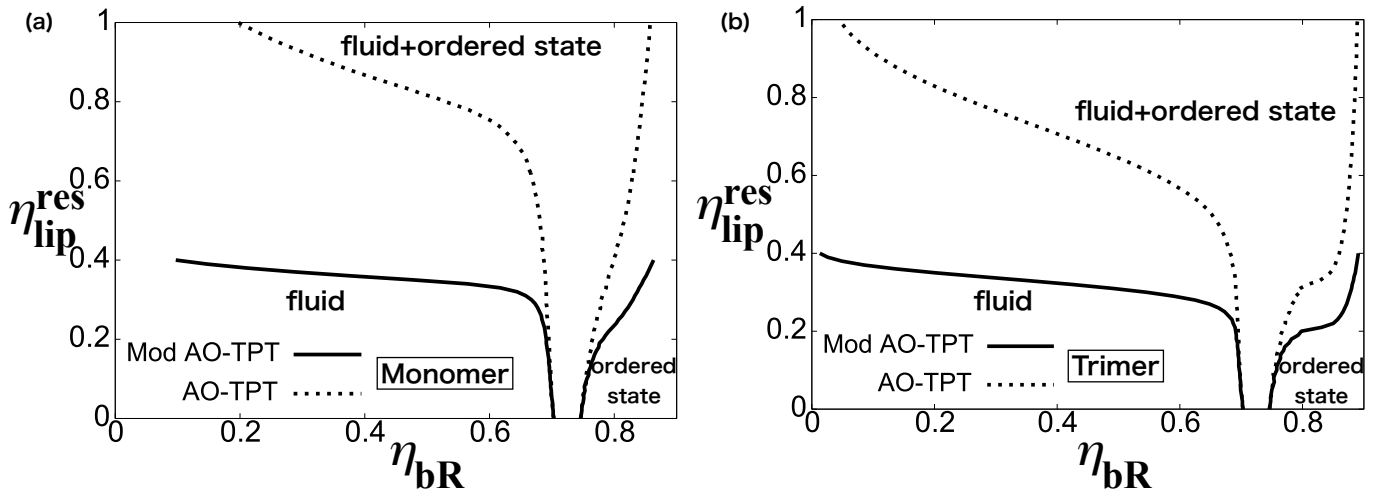 (a)
1
0.8
0.6
0.4
0.2
0
η_lip^res
fluid+ordered state
fluid
Mod AO-TPT
AO-TPT
Monomer
ordered
state
0 0.2 0.4 0.6 0.8
η_bR
(b)
1
0.8
0.6
0.4
0.2
0
η_lip^res
fluid+ordered state
fluid
Mod AO-TPT
AO-TPT
Trimer
ordered
state
0 0.2 0.4 0.6 0.8
η_bR